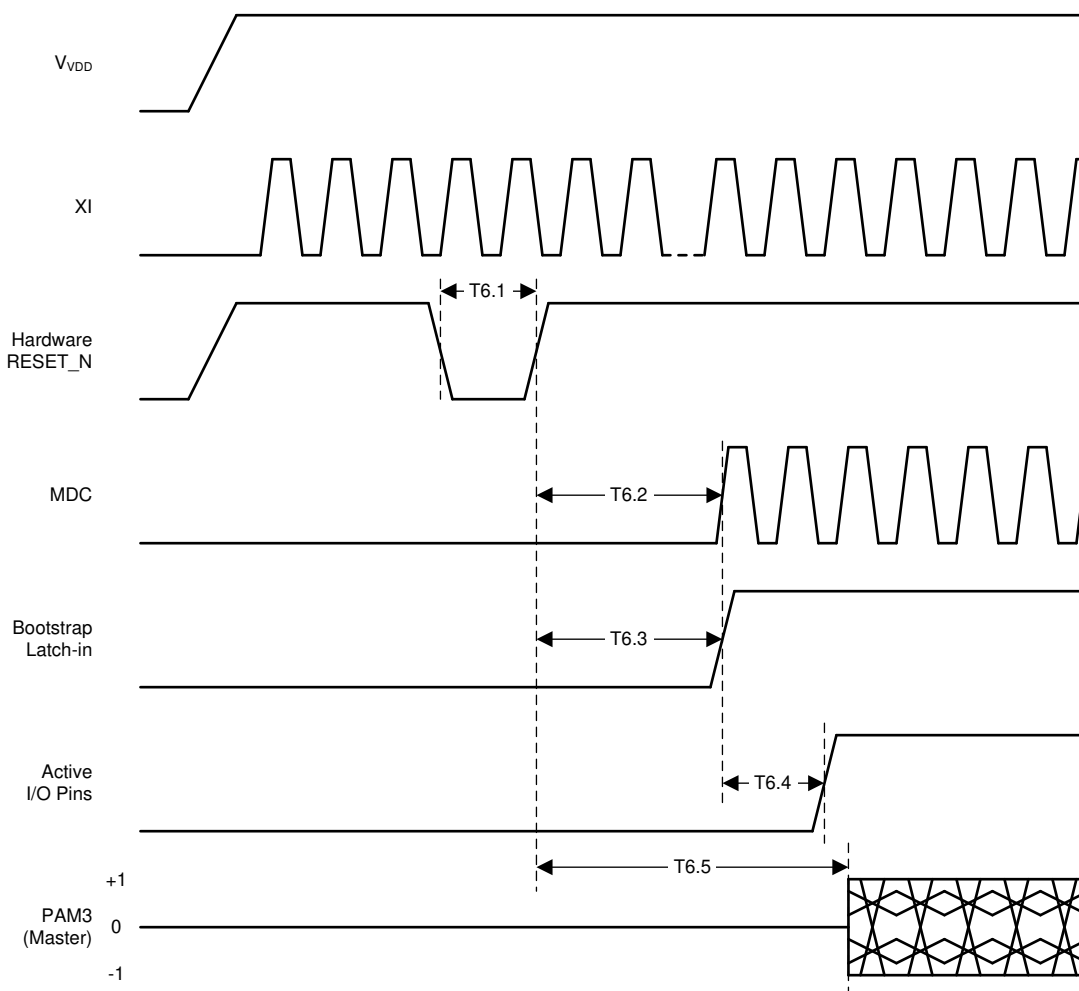 VVDD
XI
T6.1
Hardware
RESET_N
MDC
T6.2
Bootstrap
Latch-in
T6.3
Active
I/O Pins
T6.4
T6.5
+1
PAM3
(Master)
0
-1